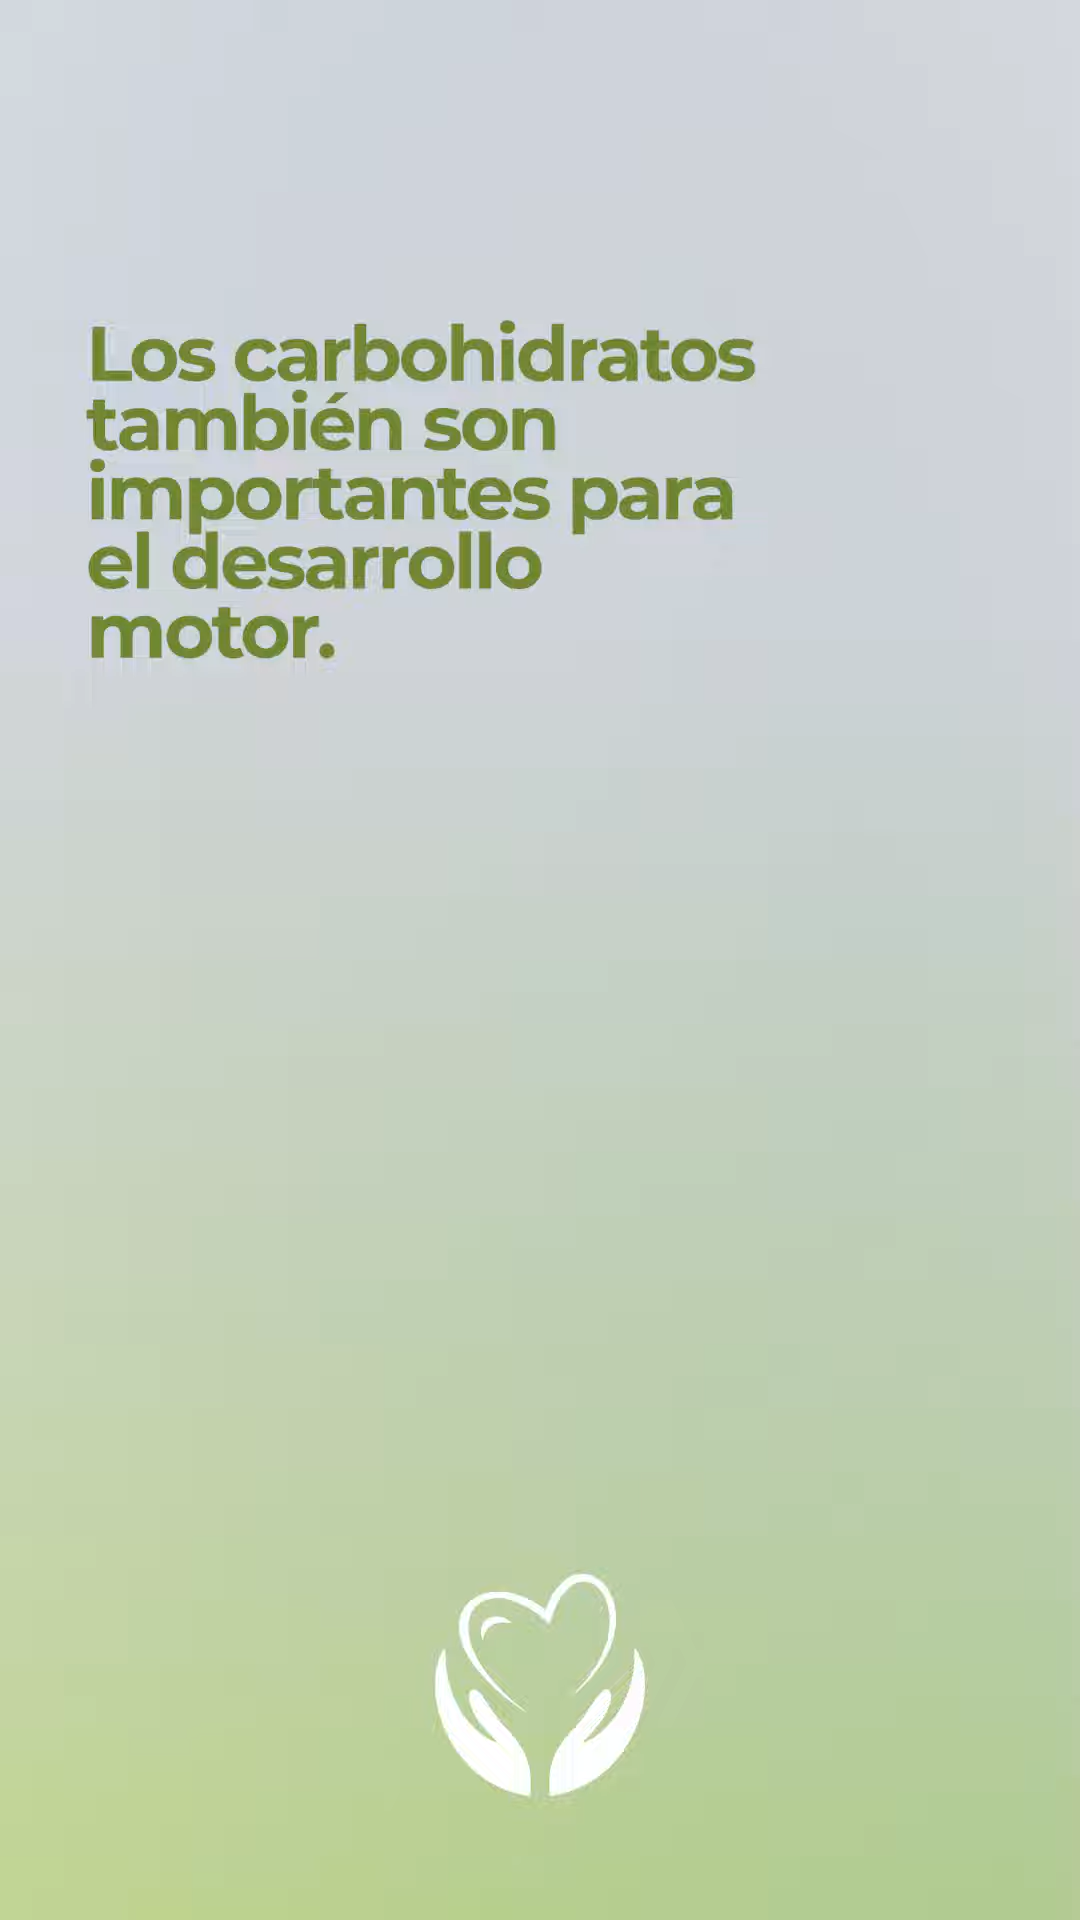 Los carbohidratos
también son
importantes para
el desarrollo
motor.